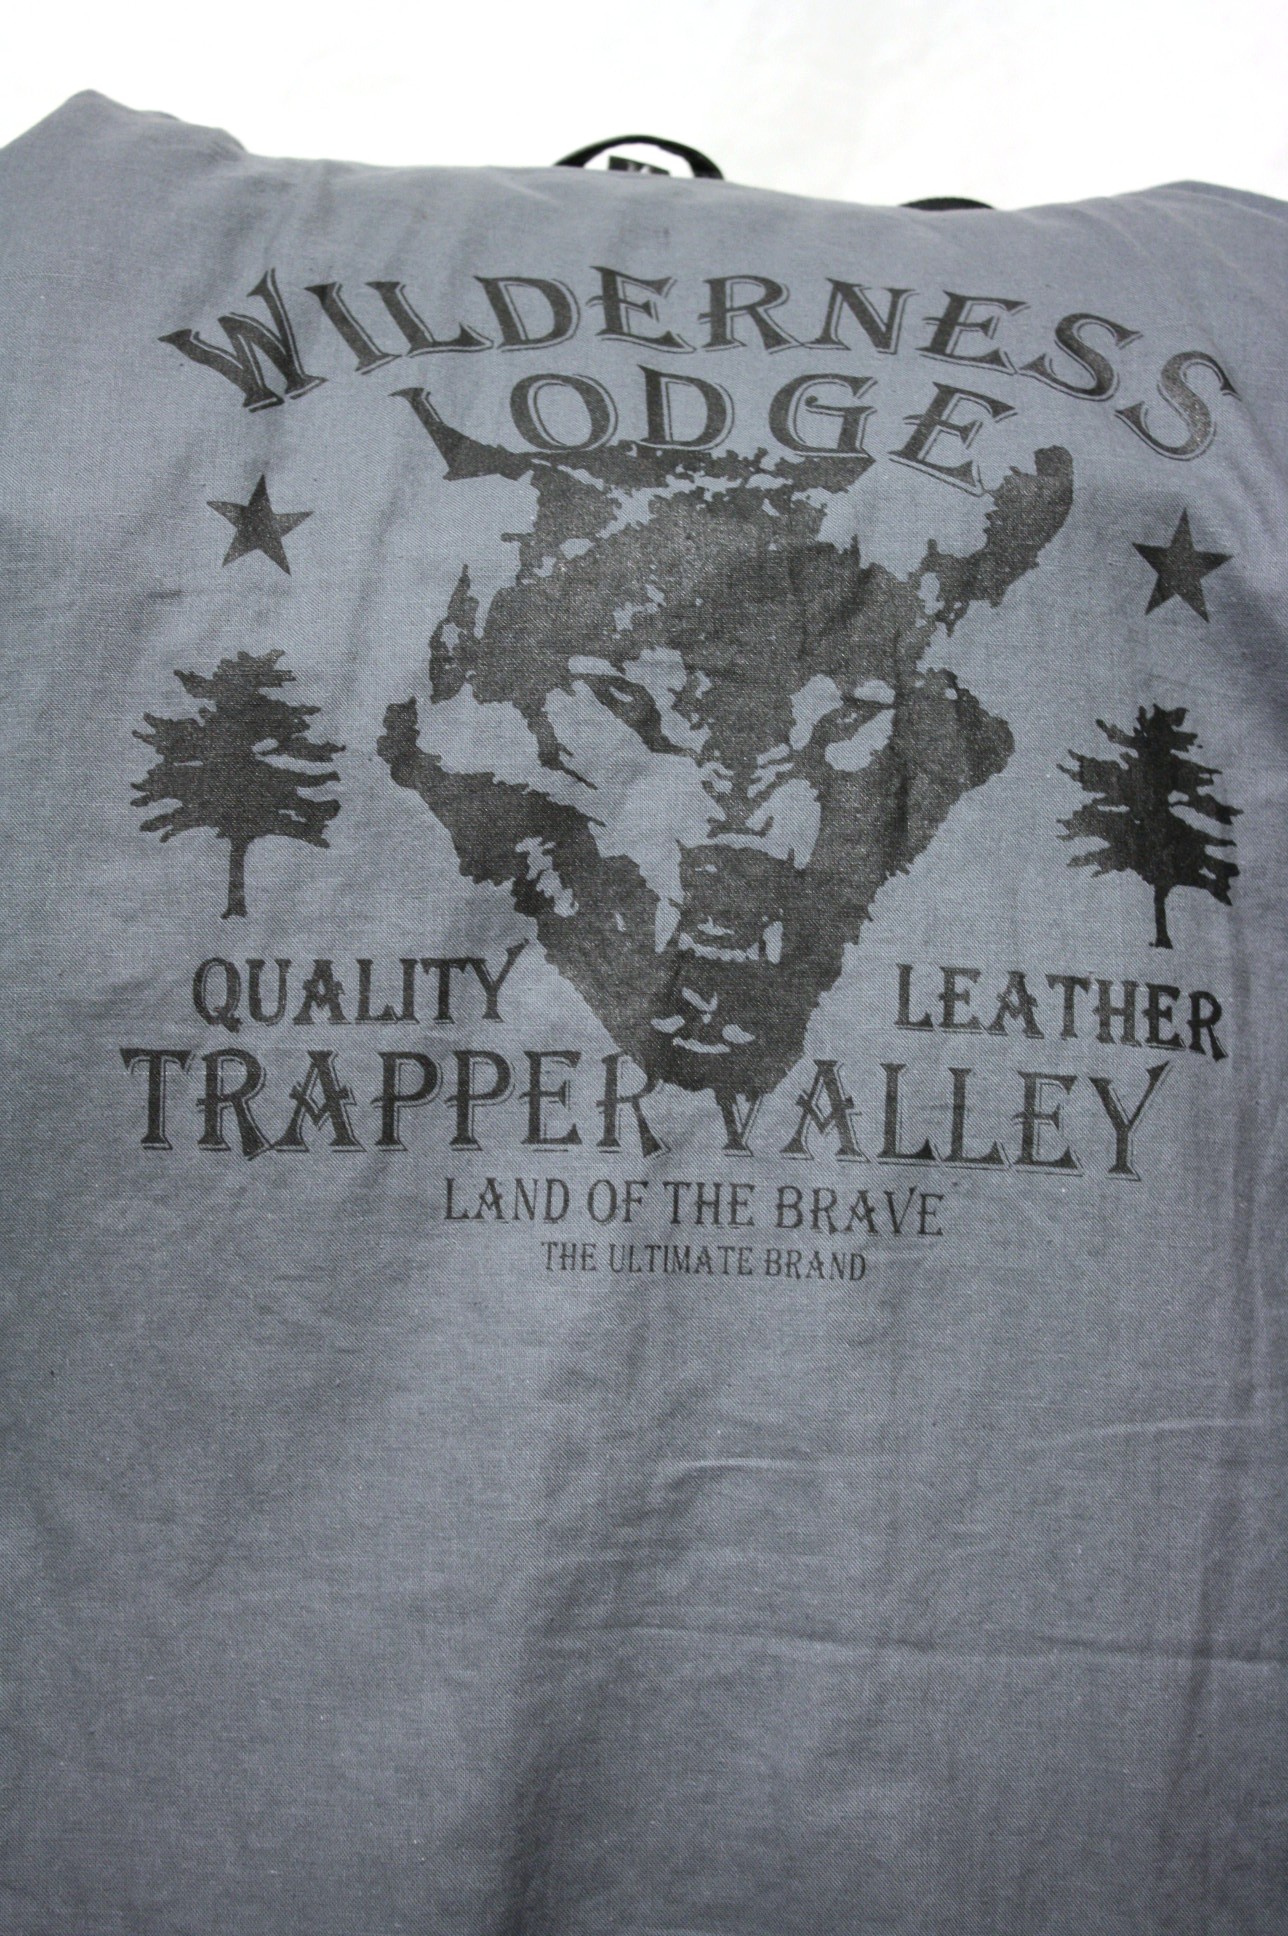 WILDERNESS
LODGE
QUALITY LEATHER
TRAPPER VALLEY
LAND OF THE BRAVE
THE ULTIMATE BRAND